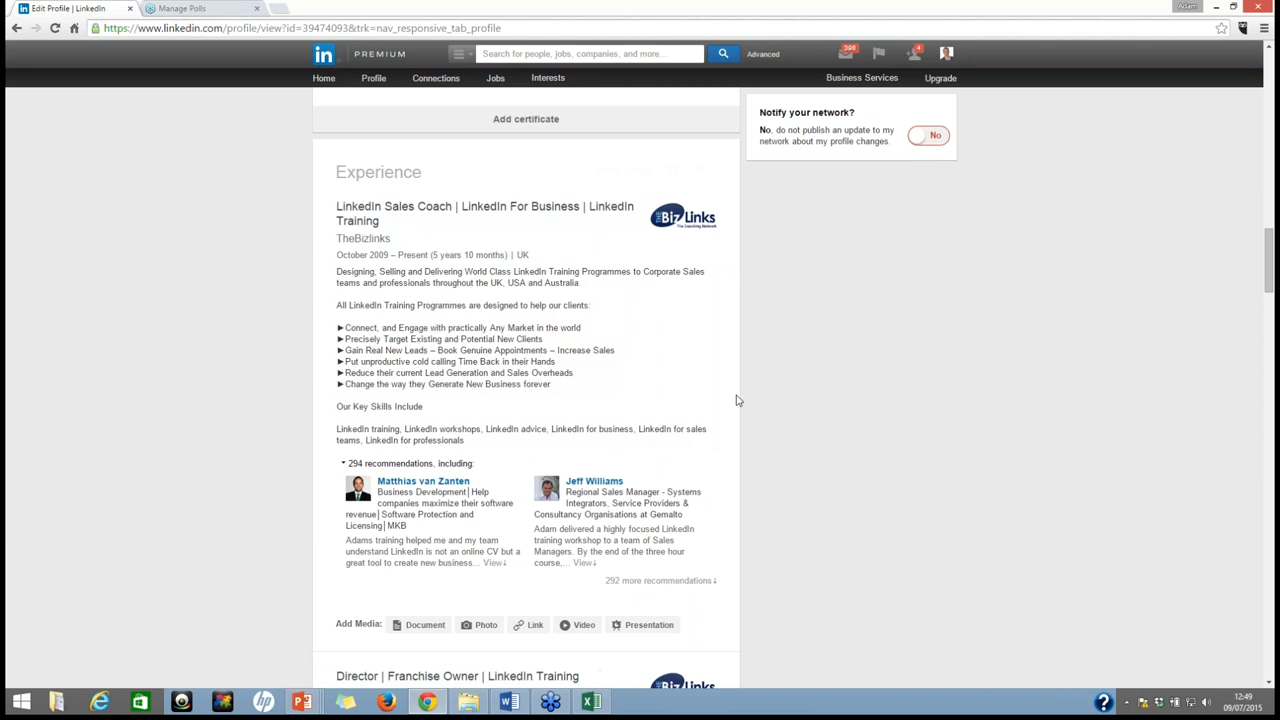 Edit Profile | LinkedIn
Manage Polls
Adam
https://www.linkedin.com/profile/view?id=39474093&trk=nav_responsive_tab_profile
in PREMIUM
Search for people, jobs, companies, and more...
Advanced
398
4
Home Profile Connections Jobs Interests
Business Services Upgrade
Add certificate
Notify your network?
No, do not publish an update to my
network about my profile changes.
No
Experience
LinkedIn Sales Coach | LinkedIn For Business | LinkedIn
Training
THE BizLinks
The Coaching Network
TheBizlinks
October 2009 – Present (5 years 10 months) | UK
Designing, Selling and Delivering World Class LinkedIn Training Programmes to Corporate Sales
teams and professionals throughout the UK, USA and Australia.
All LinkedIn Training Programmes are designed to help our clients:
►Connect, and Engage with practically Any Market in the world
►Precisely Target Existing and Potential New Clients
►Gain Real New Leads – Book Genuine Appointments – Increase Sales
►Put unproductive cold calling Time Back in their Hands
►Reduce their current Lead Generation and Sales Overheads
►Change the way they Generate New Business forever
Our Key Skills Include
LinkedIn training, LinkedIn workshops, LinkedIn advice, LinkedIn for business, LinkedIn for sales
teams, LinkedIn for professionals
294 recommendations, including:
Matthias van Zanten
Business Development│Help
companies maximize their software
revenue│Software Protection and
Licensing│MKB
Adams training helped me and my team
understand LinkedIn is not an online CV but a
great tool to create new business... View↓
Jeff Williams
Regional Sales Manager - Systems
Integrators, Service Providers &
Consultancy Organisations at Gemalto
Adam delivered a highly focused LinkedIn
training workshop to a team of Sales
Managers. By the end of the three hour
course,... View↓
292 more recommendations↓
Add Media: Document Photo Link Video Presentation
Director | Franchise Owner | LinkedIn Training
BizLinks
12:49
09/07/2015